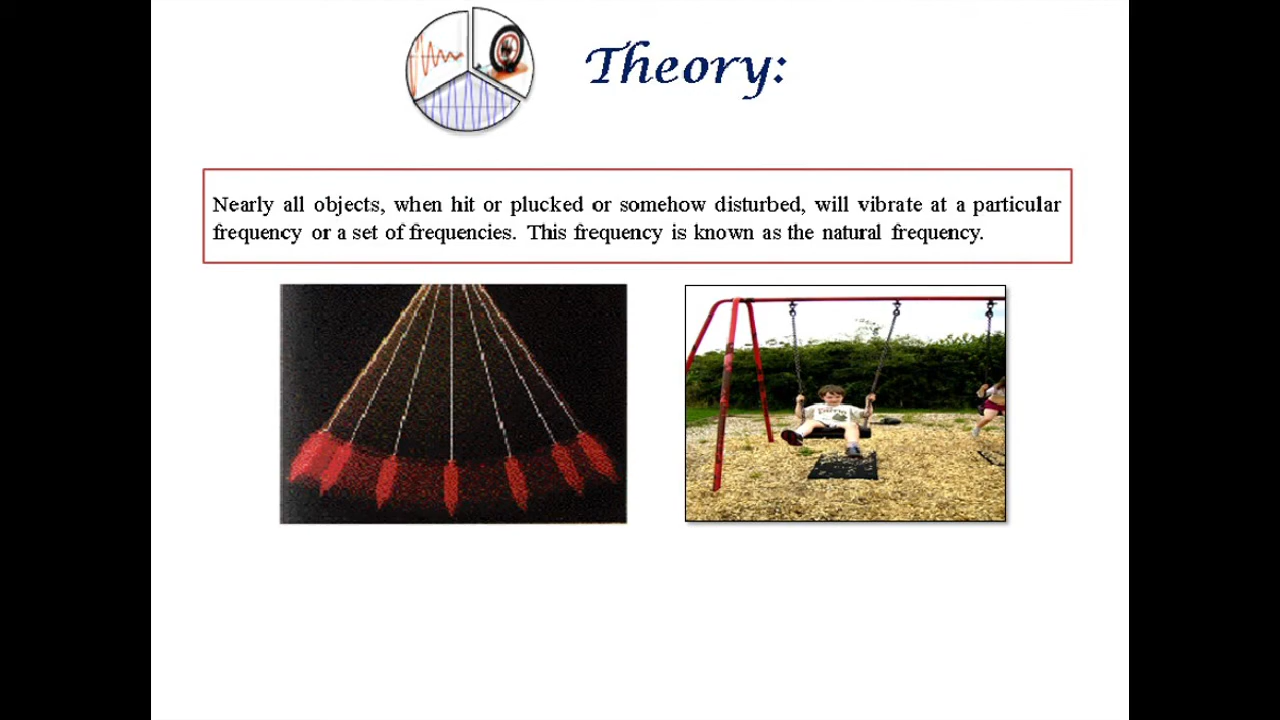 Theory:
Nearly all objects, when hit or plucked or somehow disturbed, will vibrate at a particular
frequency or a set of frequencies. This frequency is known as the natural frequency.